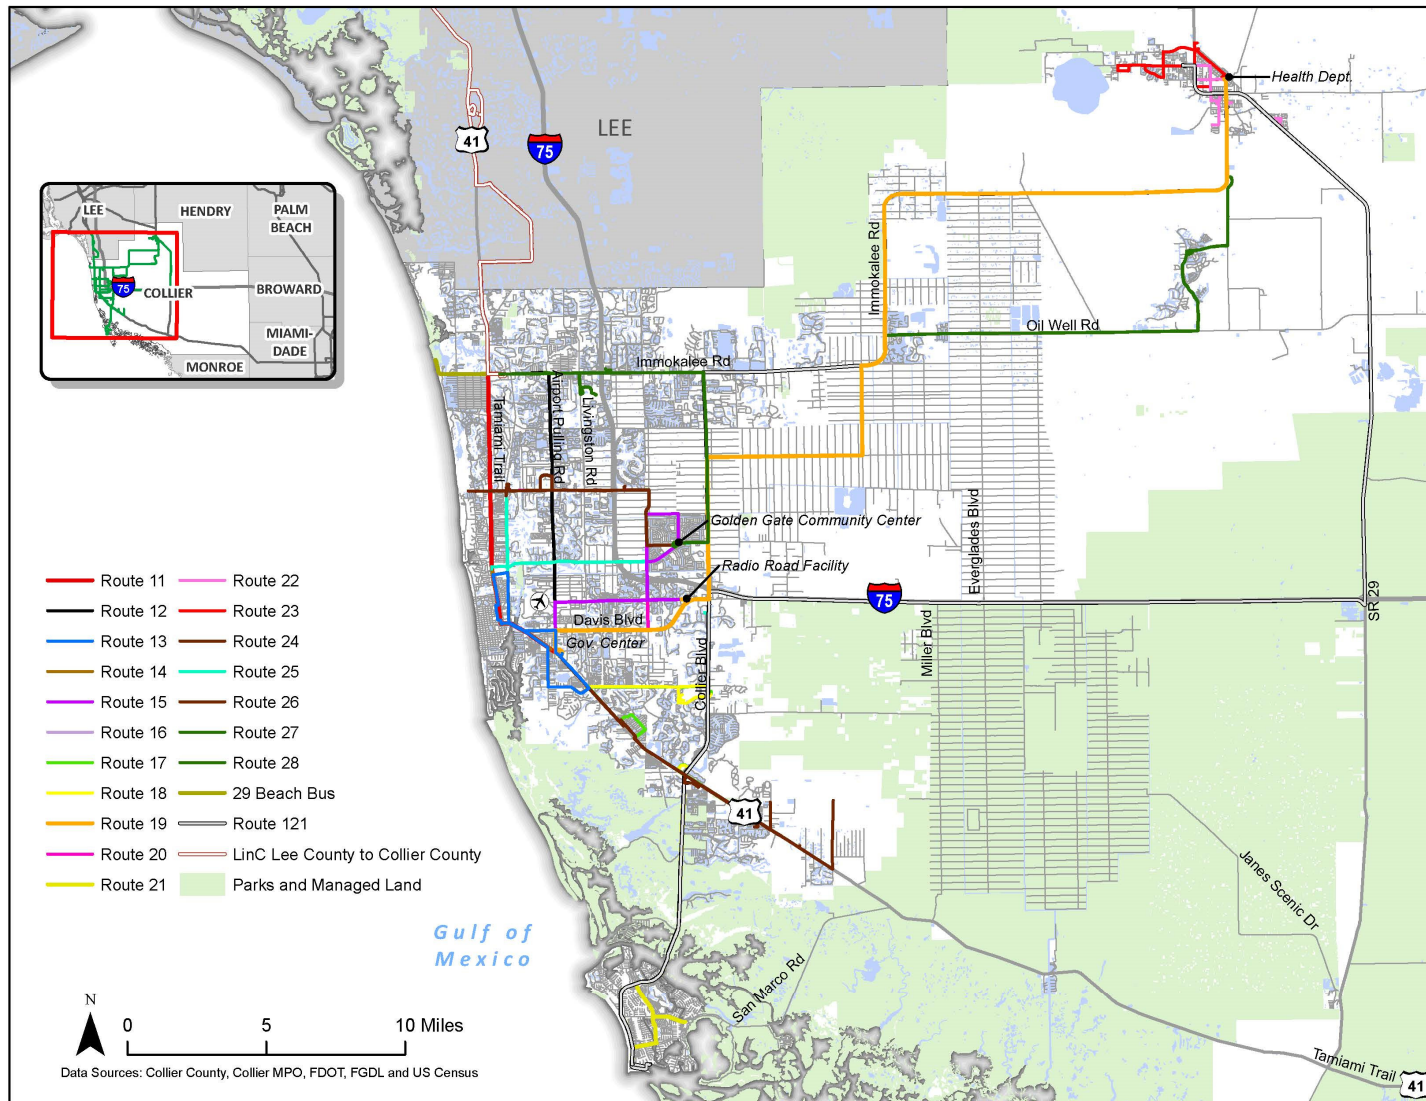 41
75
LEE
Health Dept.
LEE
HENDRY
PALM
BEACH
75
COLLIER
BROWARD
MIAMI-
DADE
MONROE
Immokalee Rd
Oil Well Rd
Immokalee Rd
Tamiami Trail
Airport Pulling Rd
Livingston Rd
Golden Gate Community Center
Everglades Blvd
Radio Road Facility
75
SR 29
Davis Blvd
Gov. Center
Collier Blvd
Miller Blvd
Route 11
Route 22
Route 12
Route 23
Route 13
Route 24
Route 14
Route 25
Route 15
Route 26
Route 16
Route 27
Route 17
Route 28
Route 18
29 Beach Bus
Route 19
Route 121
Route 20
LinC Lee County to Collier County
Route 21
Parks and Managed Land
41
Janes Scenic Dr
Gulf of
Mexico
San Marco Rd
N
0 5 10 Miles
Data Sources: Collier County, Collier MPO, FDOT, FGDL and US Census
Tamiami Trail
41